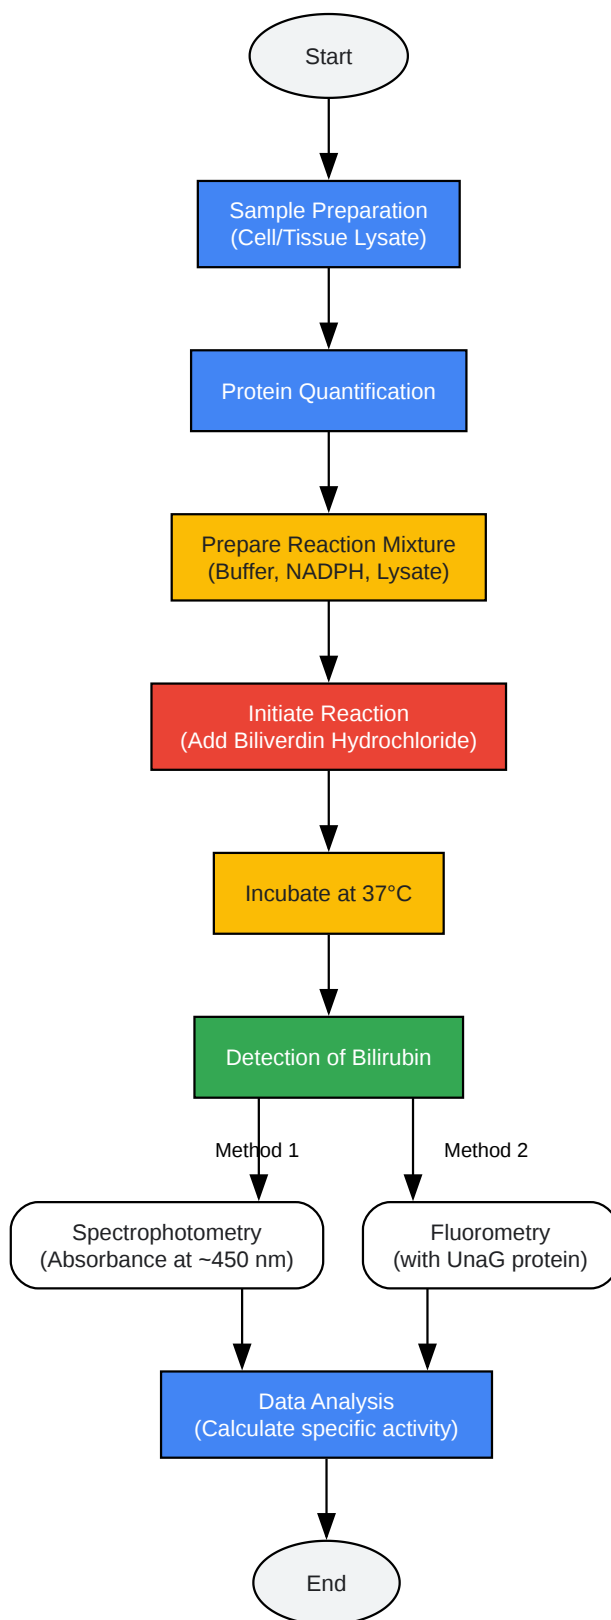 Start
Sample Preparation
(Cell/Tissue Lysate)
Protein Quantification
Prepare Reaction Mixture
(Buffer, NADPH, Lysate)
Initiate Reaction
(Add Biliverdin Hydrochloride)
Incubate at 37°C
Detection of Bilirubin
Method 1
Method 2
Spectrophotometry
(Absorbance at ~450 nm)
Fluorometry
(with UnaG protein)
Data Analysis
(Calculate specific activity)
End